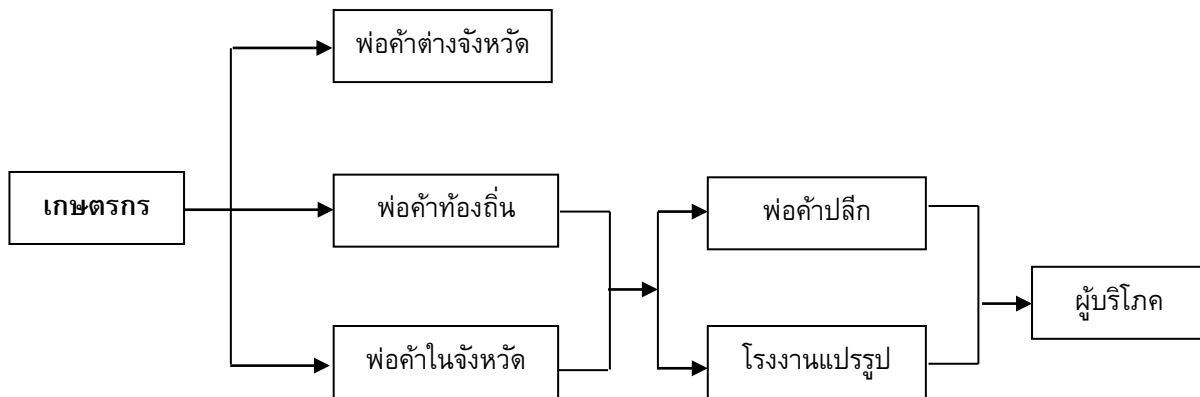 พ่อค้าต่างจังหวัด
เกษตรกร
พ่อค้าท้องถิ่น
พ่อค้าปลีก
ผู้บริโภค
พ่อค้าในจังหวัด
โรงงานแปรรูป